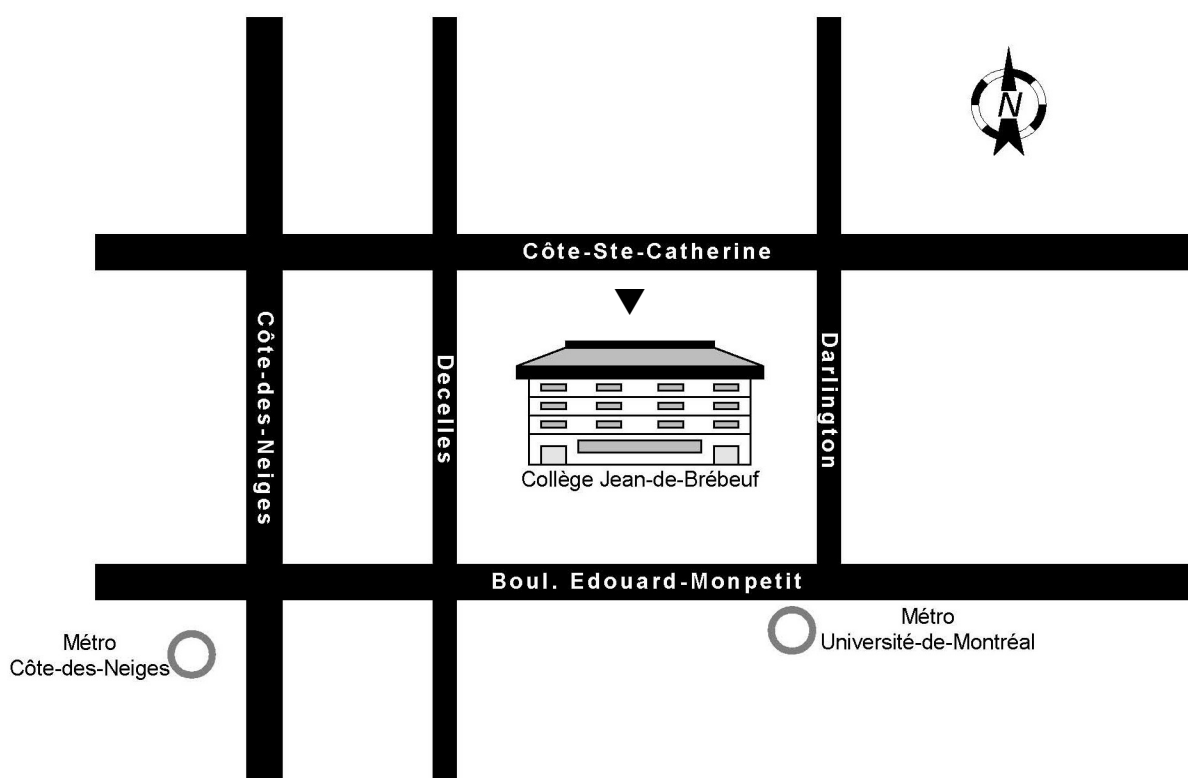 N
Côte-Ste-Catherine
Côte-des-Neiges
Decelles
Darlington
Collège Jean-de-Brébeuf
Boul. Edouard-Monpetit
Métro
Côte-des-Neiges
Métro
Université-de-Montréal